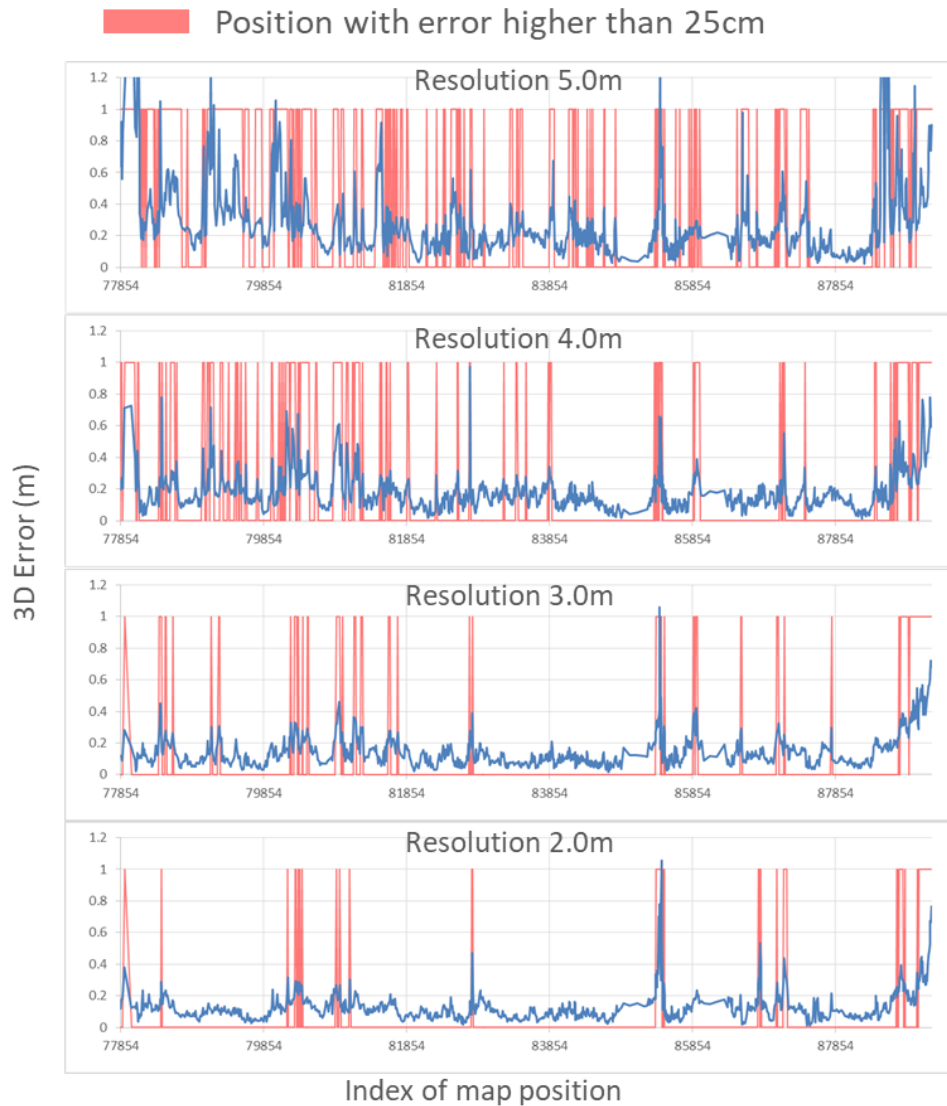 Position with error higher than 25cm
Resolution 5.0m
1.2
1
0.8
0.6
0.4
0.2
0
77854 79854 81854 83854 85854 87854
Resolution 4.0m
1.2
1
0.8
0.6
0.4
0.2
0
77854 79854 81854 83854 85854 87854
3D Error (m)
Resolution 3.0m
1.2
1
0.8
0.6
0.4
0.2
0
77854 79854 81854 83854 85854 87854
Resolution 2.0m
1.2
1
0.8
0.6
0.4
0.2
0
77854 79854 81854 83854 85854 87854
Index of map position